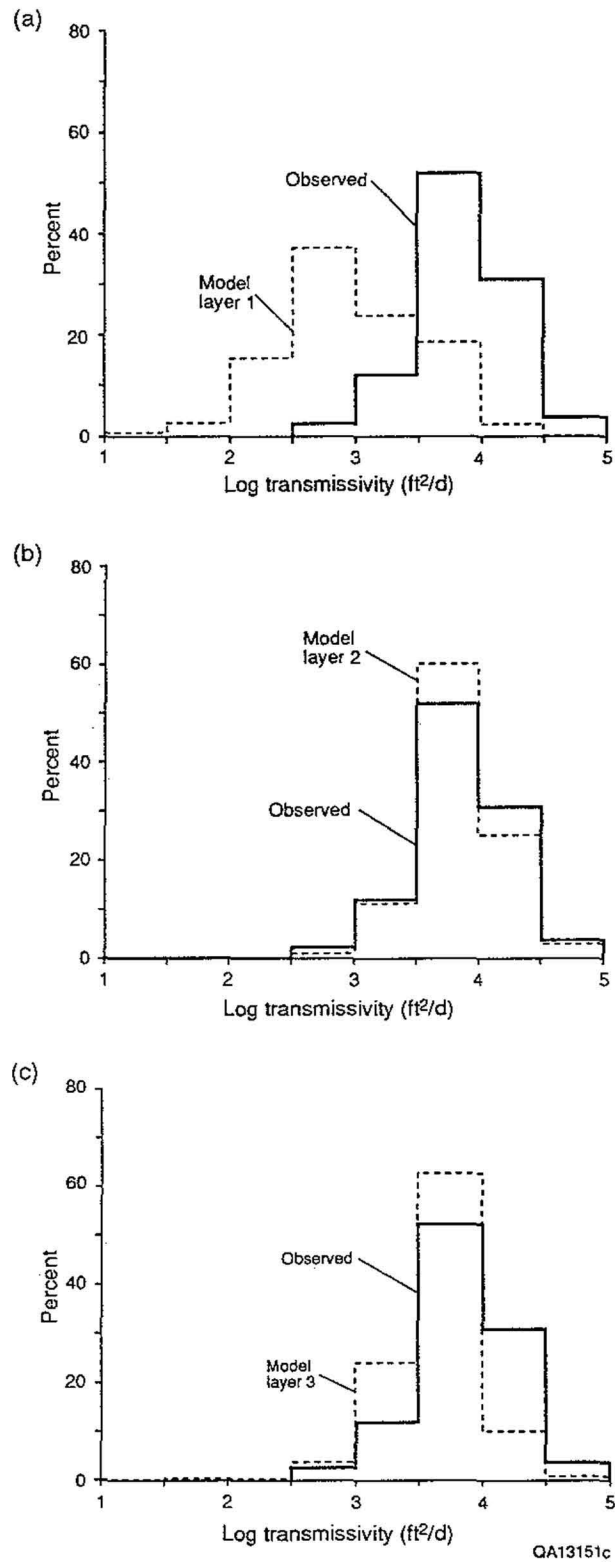 (a)
80
60
40
20
0
Percent
Observed
Model
layer 1
1
2
3
4
5
Log transmissivity (ft²/d)
(b)
80
60
40
20
0
Percent
Model
layer 2
Observed
1
2
3
4
5
Log transmissivity (ft²/d)
(c)
80
60
40
20
0
Percent
Observed
Model
layer 3
1
2
3
4
5
Log transmissivity (ft²/d)
QA13151c